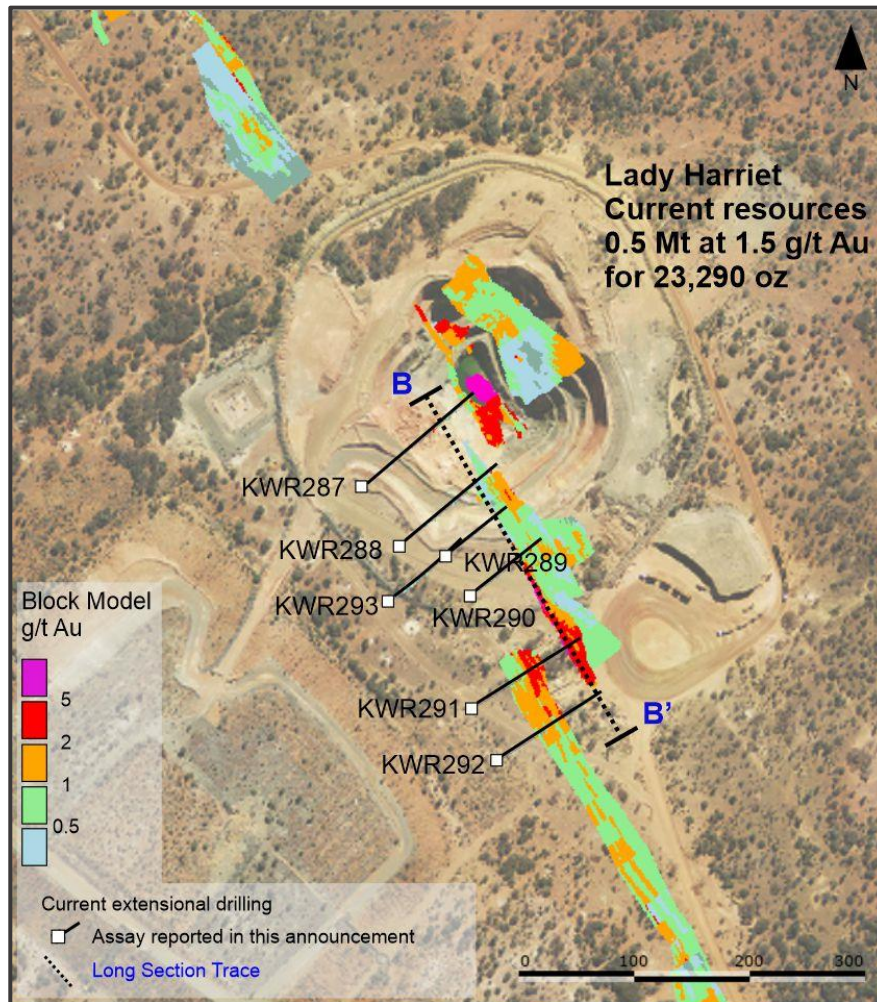 N
Lady Harriet
Current resources
0.5 Mt at 1.5 g/t Au
for 23,290 oz
B
KWR287
KWR288
KWR289
KWR293
KWR290
KWR291
B’
KWR292
Block Model
g/t Au
5
2
1
0.5
Current extensional drilling
Assay reported in this announcement
Long Section Trace
0 100 200 300